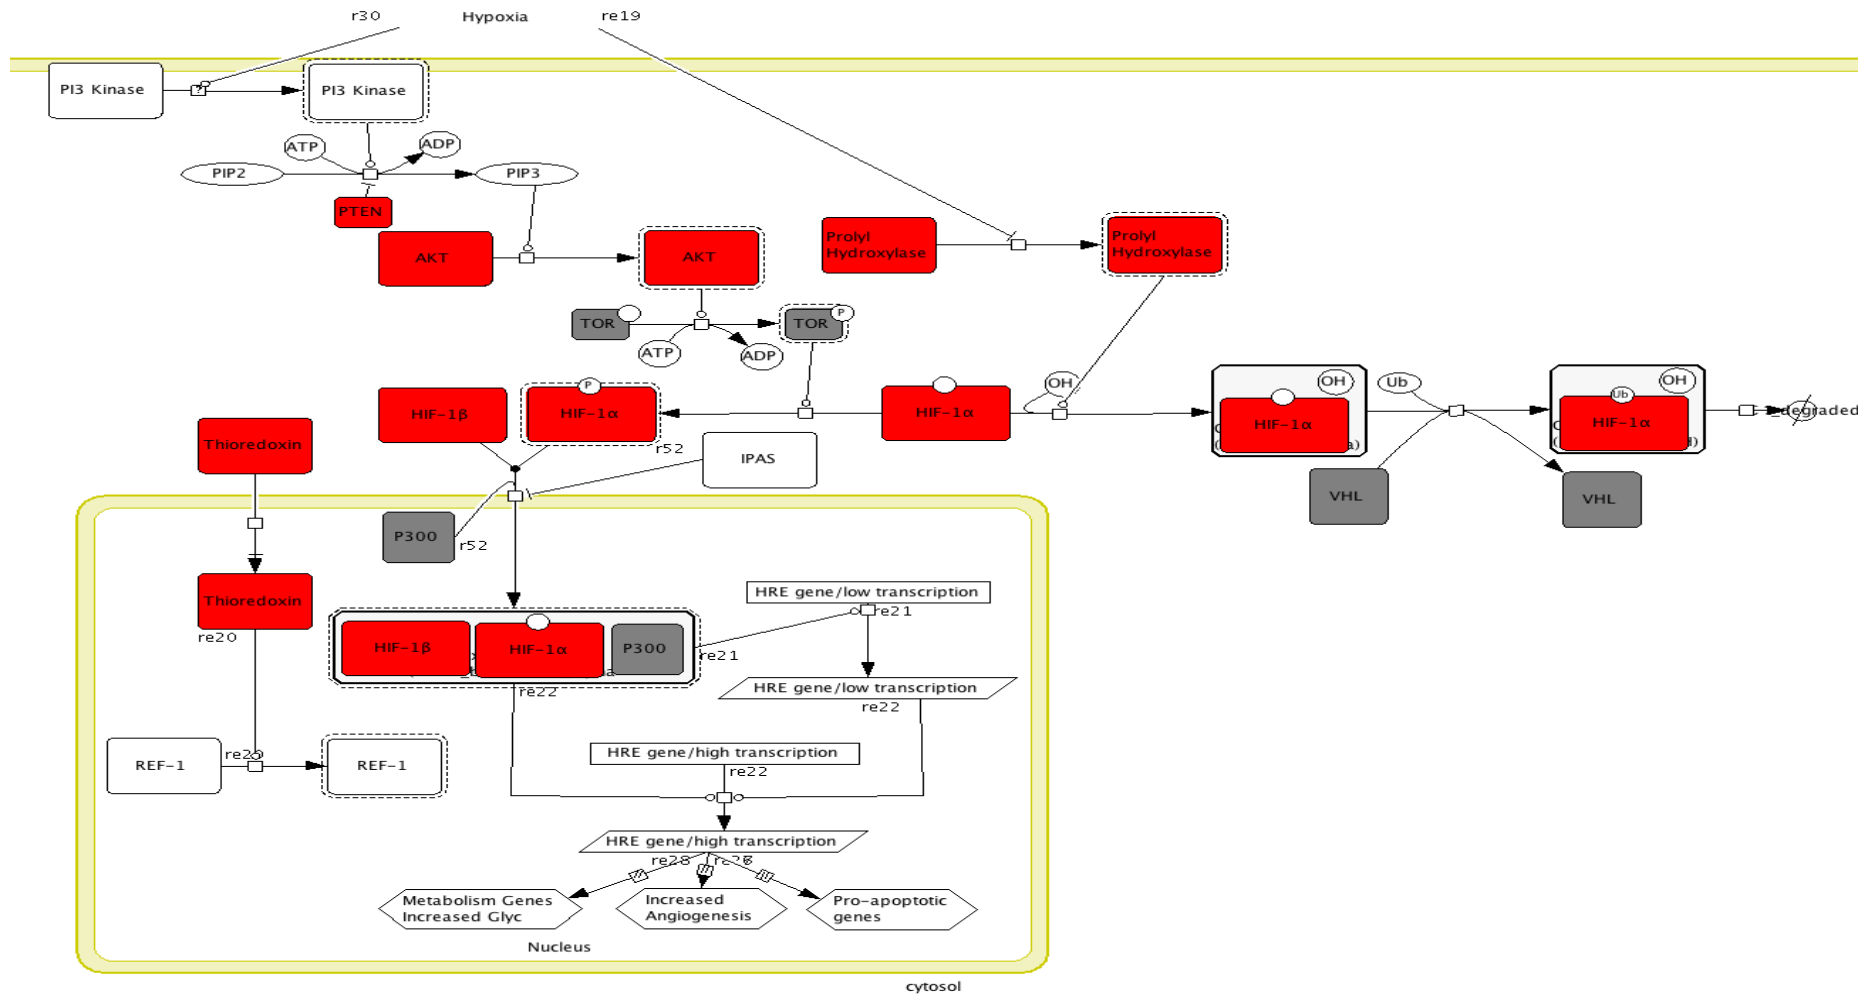 r30
Hypoxia
re19
PI3 Kinase
PI3 Kinase
ATP
ADP
PIP2
PIP3
PTEN
AKT
AKT
Prolyl
Hydroxylase
Prolyl
Hydroxylase
TOR
TOR
P
ATP
ADP
HIF-1β
P
HIF-1α
r52
HIF-1α
OH
OH
HIF-1α
Ub
OH
Ub
HIF-1α
degraded
Thioredoxin
IPAS
VHL
VHL
P300
r52
Thioredoxin
re20
HRE gene/low transcription
re21
HIF-1β
HIF-1α
P300
re21
re22
HRE gene/low transcription
re22
HRE gene/high transcription
re22
REF-1
REF-1
HRE gene/high transcription
re28
Metabolism Genes
Increased Glyc
Increased
Angiogenesis
Pro-apoptotic
genes
Nucleus
cytosol